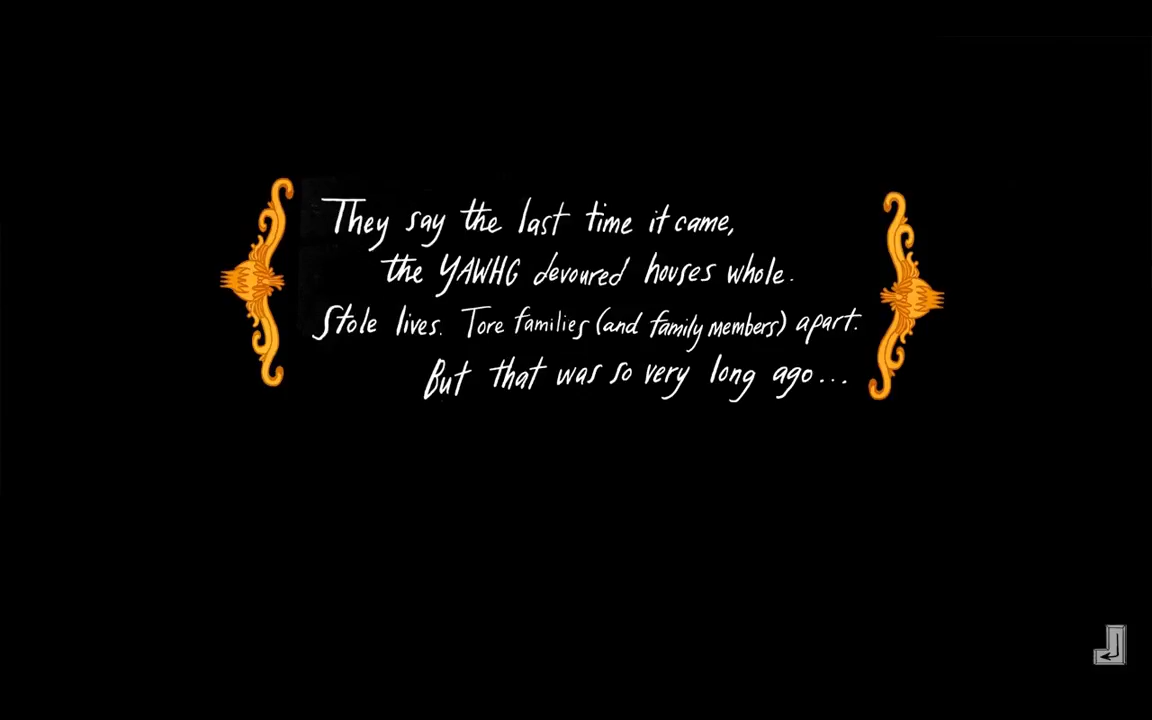 They say the last time it came,
the YAWHG devoured houses whole.
Stole lives. Tore families (and family members) apart.
But that was so very long ago...